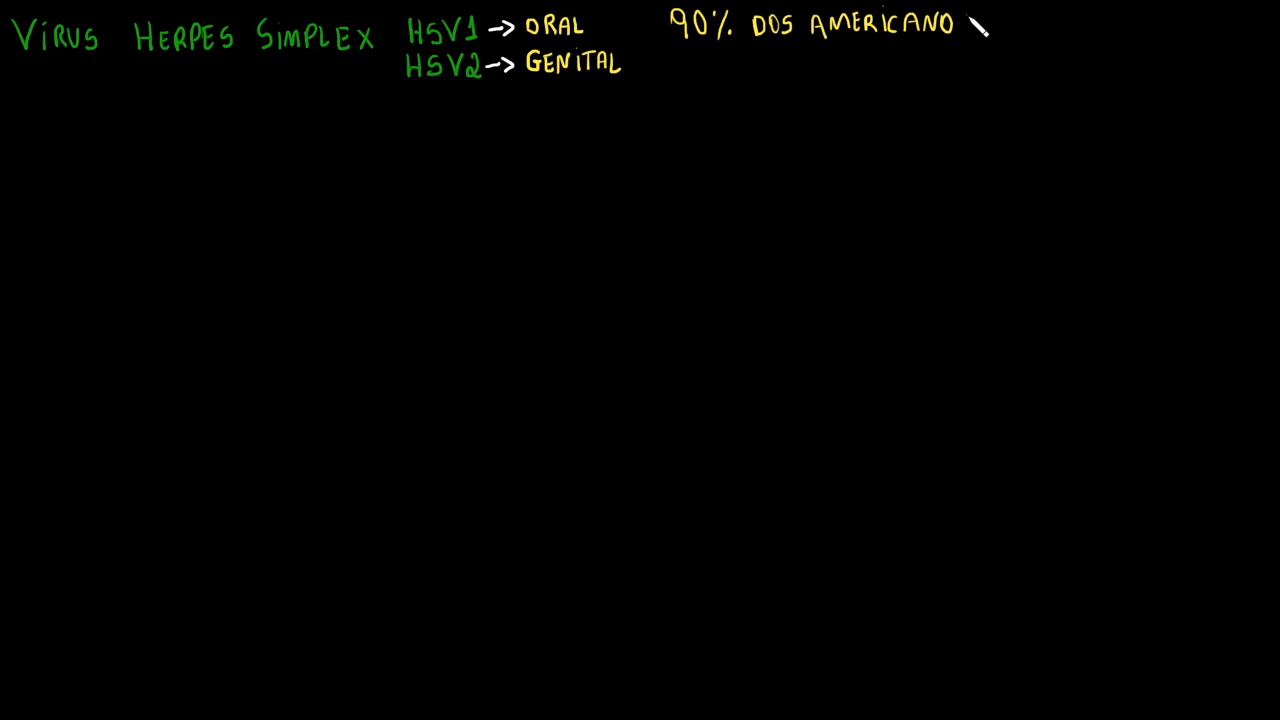 VÍRUS HERPES SIMPLEX HSV1 → ORAL 90% DOS AMERICANO
HSV2 → GENITAL